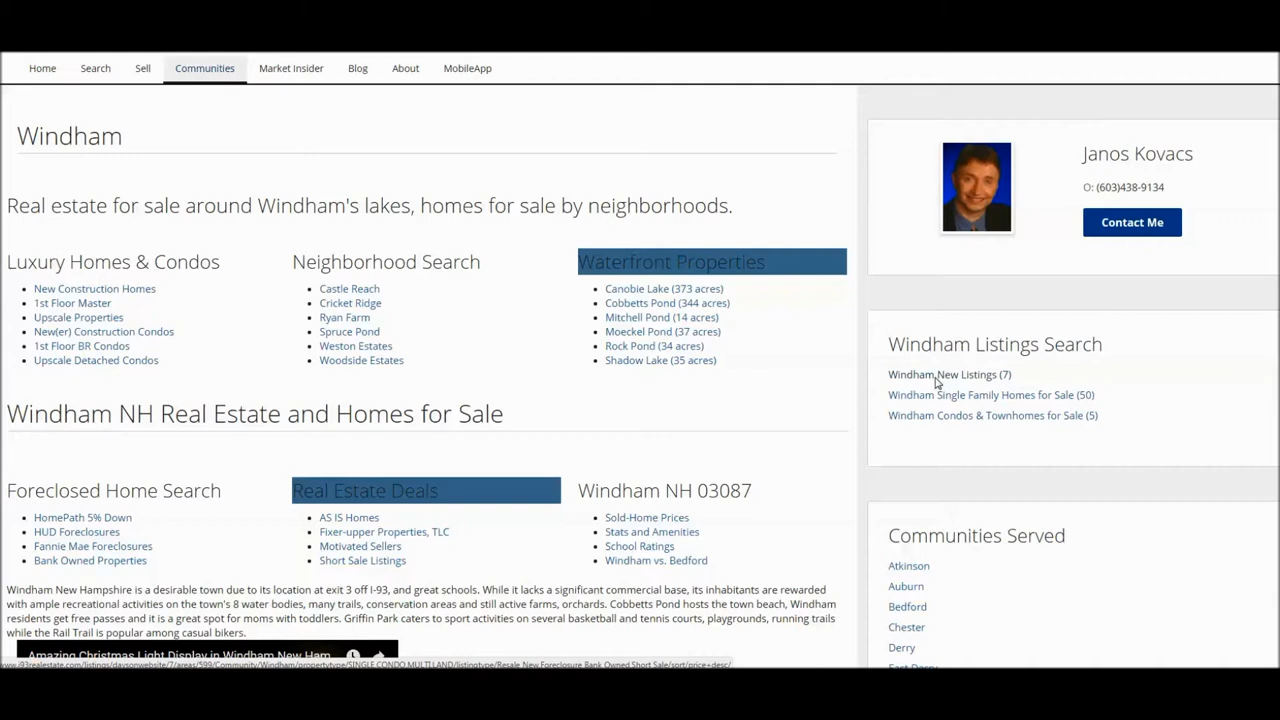 Home Search Sell Communities Market Insider Blog About MobileApp
Windham
Real estate for sale around Windham's lakes, homes for sale by neighborhoods.
Luxury Homes & Condos
New Construction Homes
1st Floor Master
Upscale Properties
New(er) Construction Condos
1st Floor BR Condos
Upscale Detached Condos
Neighborhood Search
Castle Reach
Cricket Ridge
Ryan Farm
Spruce Pond
Weston Estates
Woodside Estates
Waterfront Properties
Canobie Lake (373 acres)
Cobbetts Pond (344 acres)
Mitchell Pond (14 acres)
Moeckel Pond (37 acres)
Rock Pond (34 acres)
Shadow Lake (35 acres)
Windham NH Real Estate and Homes for Sale
Foreclosed Home Search
HomePath 5% Down
HUD Foreclosures
Fannie Mae Foreclosures
Bank Owned Properties
Real Estate Deals
AS IS Homes
Fixer-upper Properties, TLC
Motivated Sellers
Short Sale Listings
Windham NH 03087
Sold-Home Prices
Stats and Amenities
School Ratings
Windham vs. Bedford
Windham New Hampshire is a desirable town due to its location at exit 3 off I-93, and great schools. While it lacks a significant commercial base, its inhabitants are rewarded
with ample recreational activities on the town's 8 water bodies, many trails, conservation areas and still active farms, orchards. Cobbetts Pond hosts the town beach, Windham
residents get free passes and it is a great spot for moms with toddlers. Griffin Park caters to sport activities on several basketball and tennis courts, playgrounds, running trails
while the Rail Trail is popular among casual bikers.
Amazing Christmas Light Display in Windham New Ham
Janos Kovacs
O: (603)438-9134
Contact Me
Windham Listings Search
Windham New Listings (7)
Windham Single Family Homes for Sale (50)
Windham Condos & Townhomes for Sale (5)
Communities Served
Atkinson
Auburn
Bedford
Chester
Derry
East Derry